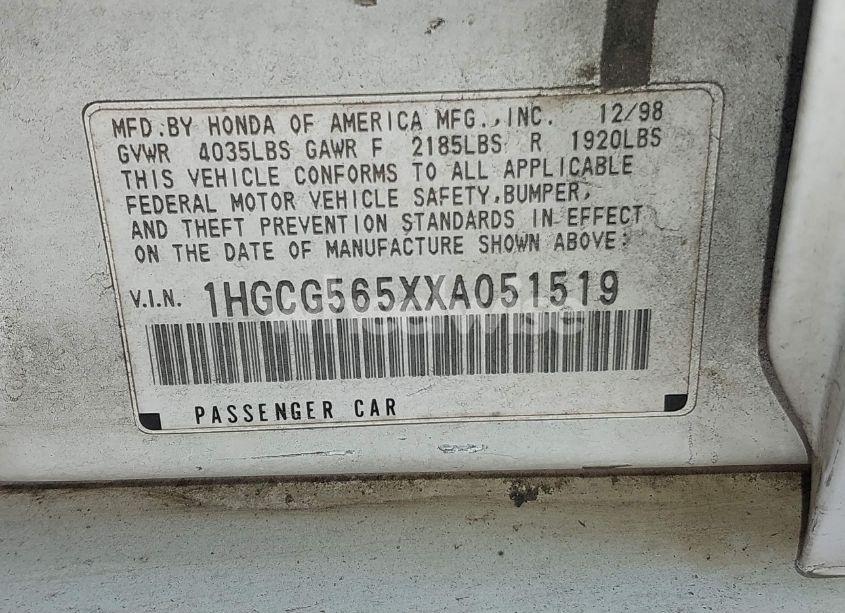 MFD.BY HONDA OF AMERICA MFG.,INC. 12/98
GVWR 4035LBS GAWR F 2185LBS R 1920LBS
THIS VEHICLE CONFORMS TO ALL APPLICABLE
FEDERAL MOTOR VEHICLE SAFETY,BUMPER,
AND THEFT PREVENTION STANDARDS IN EFFECT
ON THE DATE OF MANUFACTURE SHOWN ABOVE:
V.I.N. 1HGCG565XXA051519
PASSENGER CAR